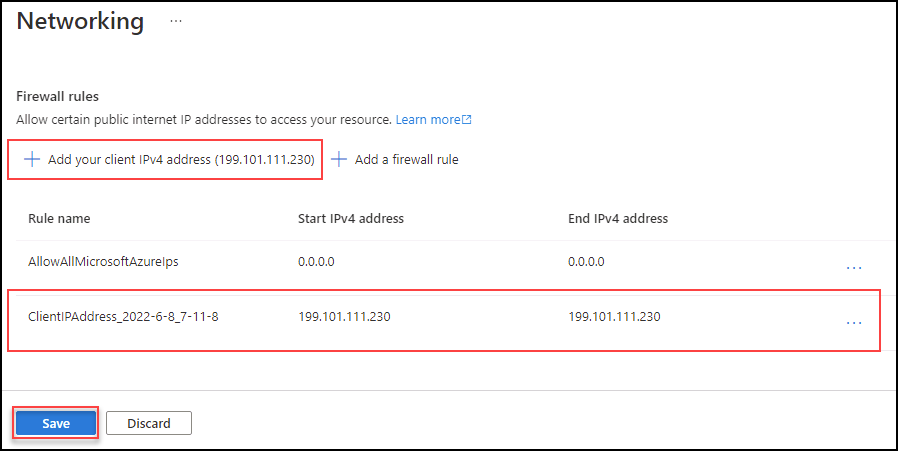 Networking ...
Firewall rules
Allow certain public internet IP addresses to access your resource. Learn more
+ Add your client IPv4 address (199.101.111.230) + Add a firewall rule
Rule name Start IPv4 address End IPv4 address
AllowAllMicrosoftAzureIps 0.0.0.0 0.0.0.0 ...
ClientIPAddress_2022-6-8_7-11-8 199.101.111.230 199.101.111.230 ...
Save Discard